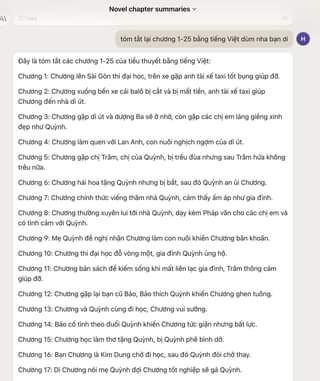 Novel chapter summaries
H
tóm tắt lại chương 1-25 bằng tiếng Việt dùm nha bạn ơi
Đây là tóm tắt các chương 1-25 của tiểu thuyết bằng tiếng Việt:
Chương 1: Chương lên Sài Gòn thi đại học, trên xe gặp anh tài xế taxi tốt bụng giúp đỡ.
Chương 2: Chương xuống bến xe cái balô bị cắt và bị mất tiền, anh tài xế taxi giúp
Chương đến nhà dì út.
Chương 3: Chương gặp dì út và dượng Ba sẽ ở nhờ, còn gặp các chị em láng giềng xinh
đẹp như Quỳnh.
Chương 4: Chương làm quen với Lan Anh, con nuôi nghịch ngợm của dì út.
Chương 5: Chương gặp chị Trầm, chị của Quỳnh, bị trêu đùa nhưng sau Trầm hứa không
trêu nữa.
Chương 6: Chương hái hoa tặng Quỳnh nhưng bị bắt, sau đó Quỳnh an ủi Chương.
Chương 7: Chương chính thức viếng thăm nhà Quỳnh, cảm thấy ấm áp như gia đình.
Chương 8: Chương thường xuyên lui tới nhà Quỳnh, dạy kèm Pháp văn cho các chị em và
có tình cảm với Quỳnh.
Chương 9: Mẹ Quỳnh đề nghị nhận Chương làm con nuôi khiến Chương băn khoăn.
Chương 10: Chương thi đại học đỗ vòng một, gia đình Quỳnh ủng hộ.
Chương 11: Chương bán sách để kiếm sống khi mất liên lạc gia đình, Trầm thông cảm
giúp đỡ.
Chương 12: Chương gặp lại bạn cũ Bảo, Bảo thích Quỳnh khiến Chương ghen tuông.
Chương 13: Chương và Quỳnh cùng đi học, Chương vui sướng.
Chương 14: Bảo cố tình theo đuổi Quỳnh khiến Chương tức giận nhưng bất lực.
Chương 15: Chương học làm thơ tặng Quỳnh, bị Quỳnh phê bình dở.
Chương 16: Bạn Chương là Kim Dung chở đi học, sau đó Quỳnh đòi chở thay.
Chương 17: Dì Chương nói mẹ Quỳnh đợi Chương tốt nghiệp sẽ gả Quỳnh.